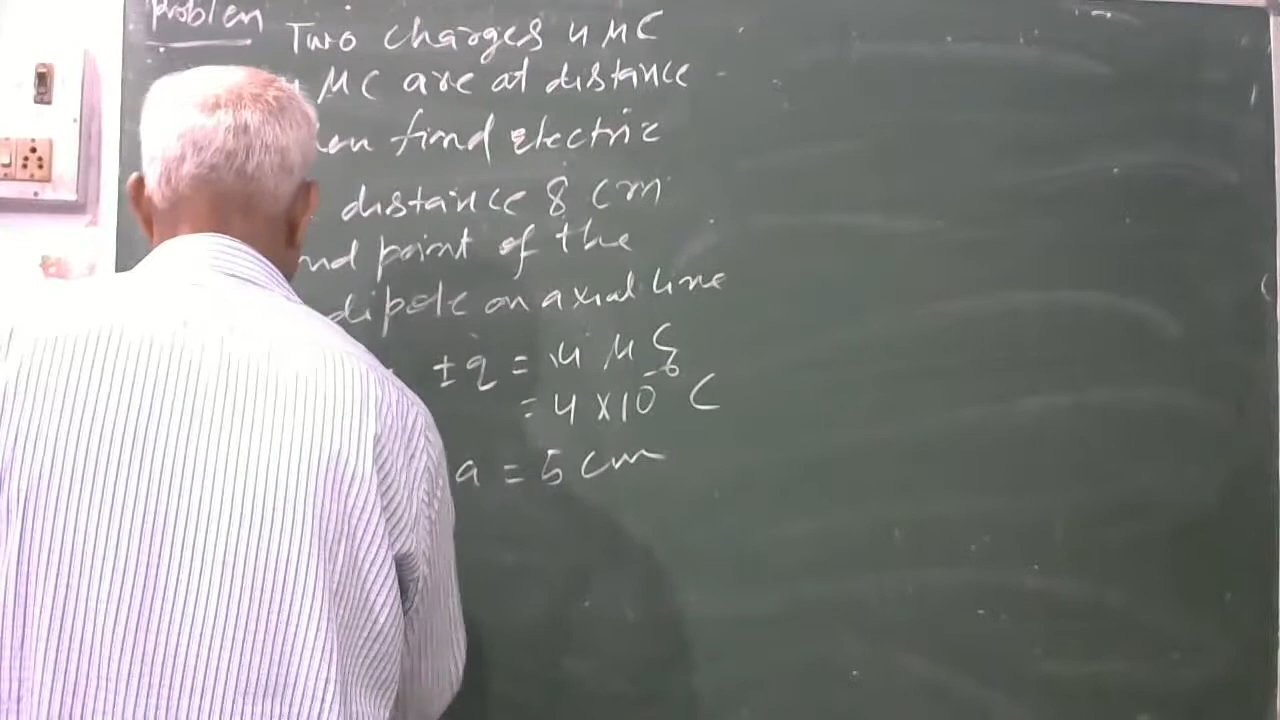 Problem Two charges 4 μC
μC are at distance
find electric
distance 8 cm
point of the
dipole on axial line
±q = 4 μC
= 4 × 10⁻⁶ C
a = 5 cm